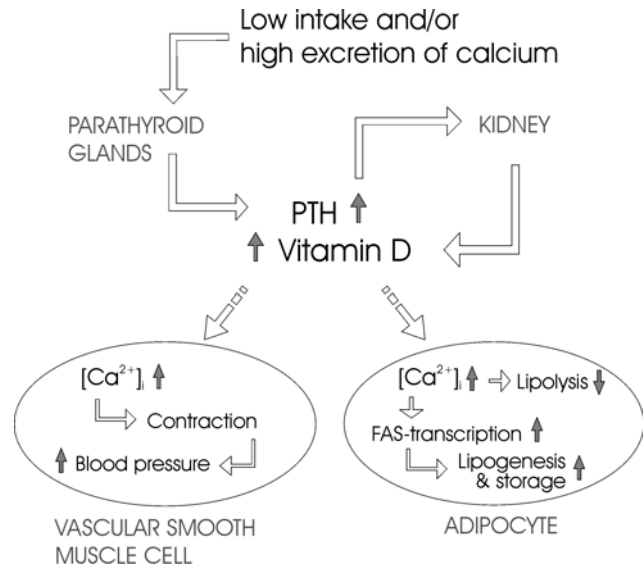 Low intake and/or
high excretion of calcium
PARATHYROID
GLANDS
KIDNEY
PTH
Vitamin D
[Ca²⁺]ᵢ
Contraction
Blood pressure
VASCULAR SMOOTH
MUSCLE CELL
[Ca²⁺]ᵢ Lipolysis
FAS-transcription
Lipogenesis
& storage
ADIPOCYTE